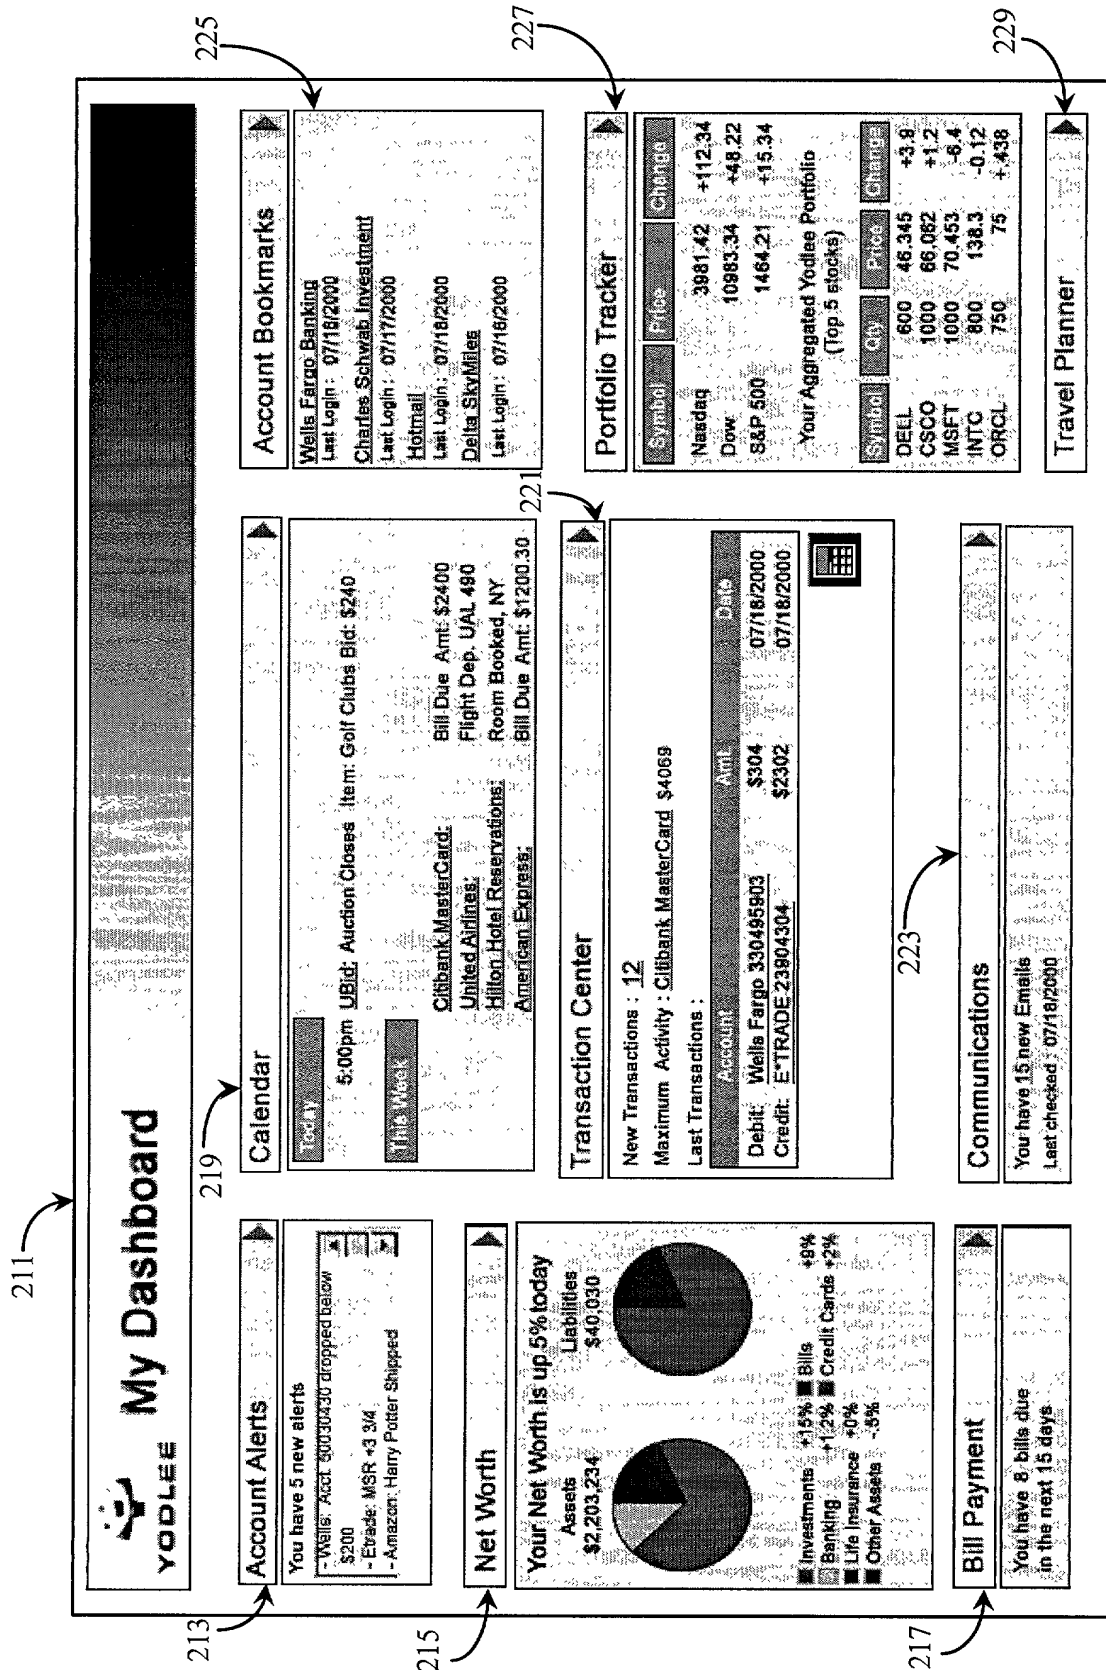 211
YODLEE
My Dashboard
213
Account Alerts
You have 5 new alerts
- Wells: Acct. 60030430 dropped below
$200
- Etrade: MSR +3 3/4
- Amazon: Harry Potter Shipped
215
Net Worth
Your Net Worth is up 5% today
Assets Liabilities
$2,203,234 $40,030
Investments +15% Bills +9%
Banking +1.2% Credit Cards +2%
Life Insurance +0%
Other Assets -.5%
217
Bill Payment
You have 8 bills due
in the next 15 days
219
Calendar
Today
5:00pm UBid: Auction Closes Item: Golf Clubs Bid: $240
This Week
Citibank MasterCard: Bill Due Amt: $2400
United Airlines: Flight Dep. UAL 490
Hilton Hotel Reservations: Room Booked, NY
American Express: Bill Due Amt: $1200.30
221
Transaction Center
New Transactions : 12
Maximum Activity : Citibank MasterCard $4069
Last Transactions :
Account Amt. Date
Debit: Wells Fargo 330495903 $304 07/18/2000
Credit: E*TRADE 23904304 $2302 07/18/2000
223
Communications
You have 15 new Emails
Last checked : 07/18/2000
225
Account Bookmarks
Wells Fargo Banking
Last Login : 07/18/2000
Charles Schwab Investment
Last Login : 07/17/2000
Hotmail
Last Login : 07/18/2000
Delta SkyMiles
Last Login : 07/16/2000
227
Portfolio Tracker
Symbol Price Change
Nasdaq 3981.42 +112.34
Dow 10983.34 +48.22
S&P 500 1464.21 +15.34
Your Aggregated Yodlee Portfolio
(Top 5 stocks)
Symbol Qty Price Change
DELL 600 46.345 +3.9
CSCO 1000 66.062 +1.2
MSFT 1000 70.453 -6.4
INTC 800 138.3 -0.12
ORCL 750 75 +.438
229
Travel Planner